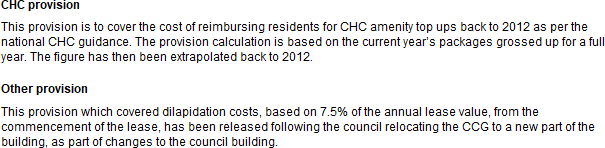 CHC provision
This provision is to cover the cost of reimbursing residents for CHC amenity top ups back to 2012 as per the
national CHC guidance. The provision calculation is based on the current year's packages grossed up for a full
year. The figure has then been extrapolated back to 2012.
Other provision
This provision which covered dilapidation costs, based on 7.5% of the annual lease value, from the
commencement of the lease, has been released following the council relocating the CCG to a new part of the
building, as part of changes to the council building.